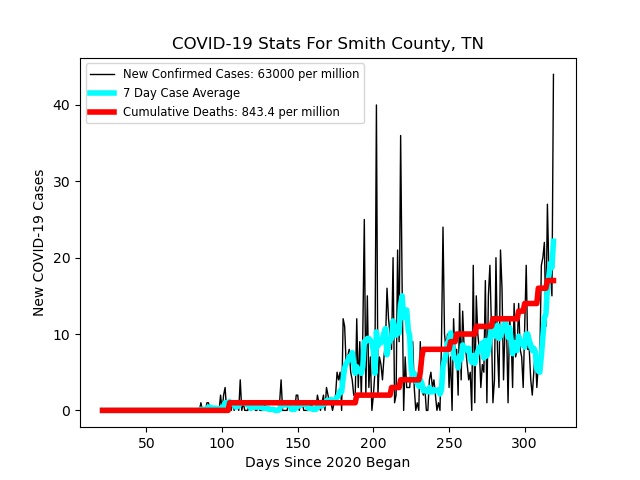 COVID-19 Stats For Smith County, TN
New Confirmed Cases: 63000 per million
7 Day Case Average
Cumulative Deaths: 843.4 per million
New COVID-19 Cases
40
30
20
10
0
50
100
150
200
250
300
Days Since 2020 Began